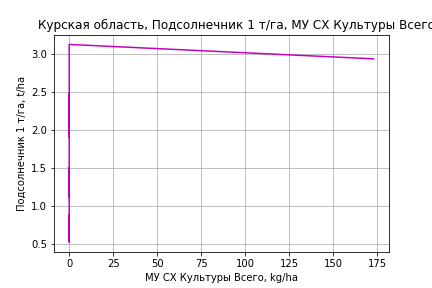 Курская область, Подсолнечник 1 т/га, МУ СХ Культуры Всего
3.0
2.5
2.0
1.5
1.0
0.5
Подсолнечник 1 т/га, t/ha
0 25 50 75 100 125 150 175
МУ СХ Культуры Всего, kg/ha